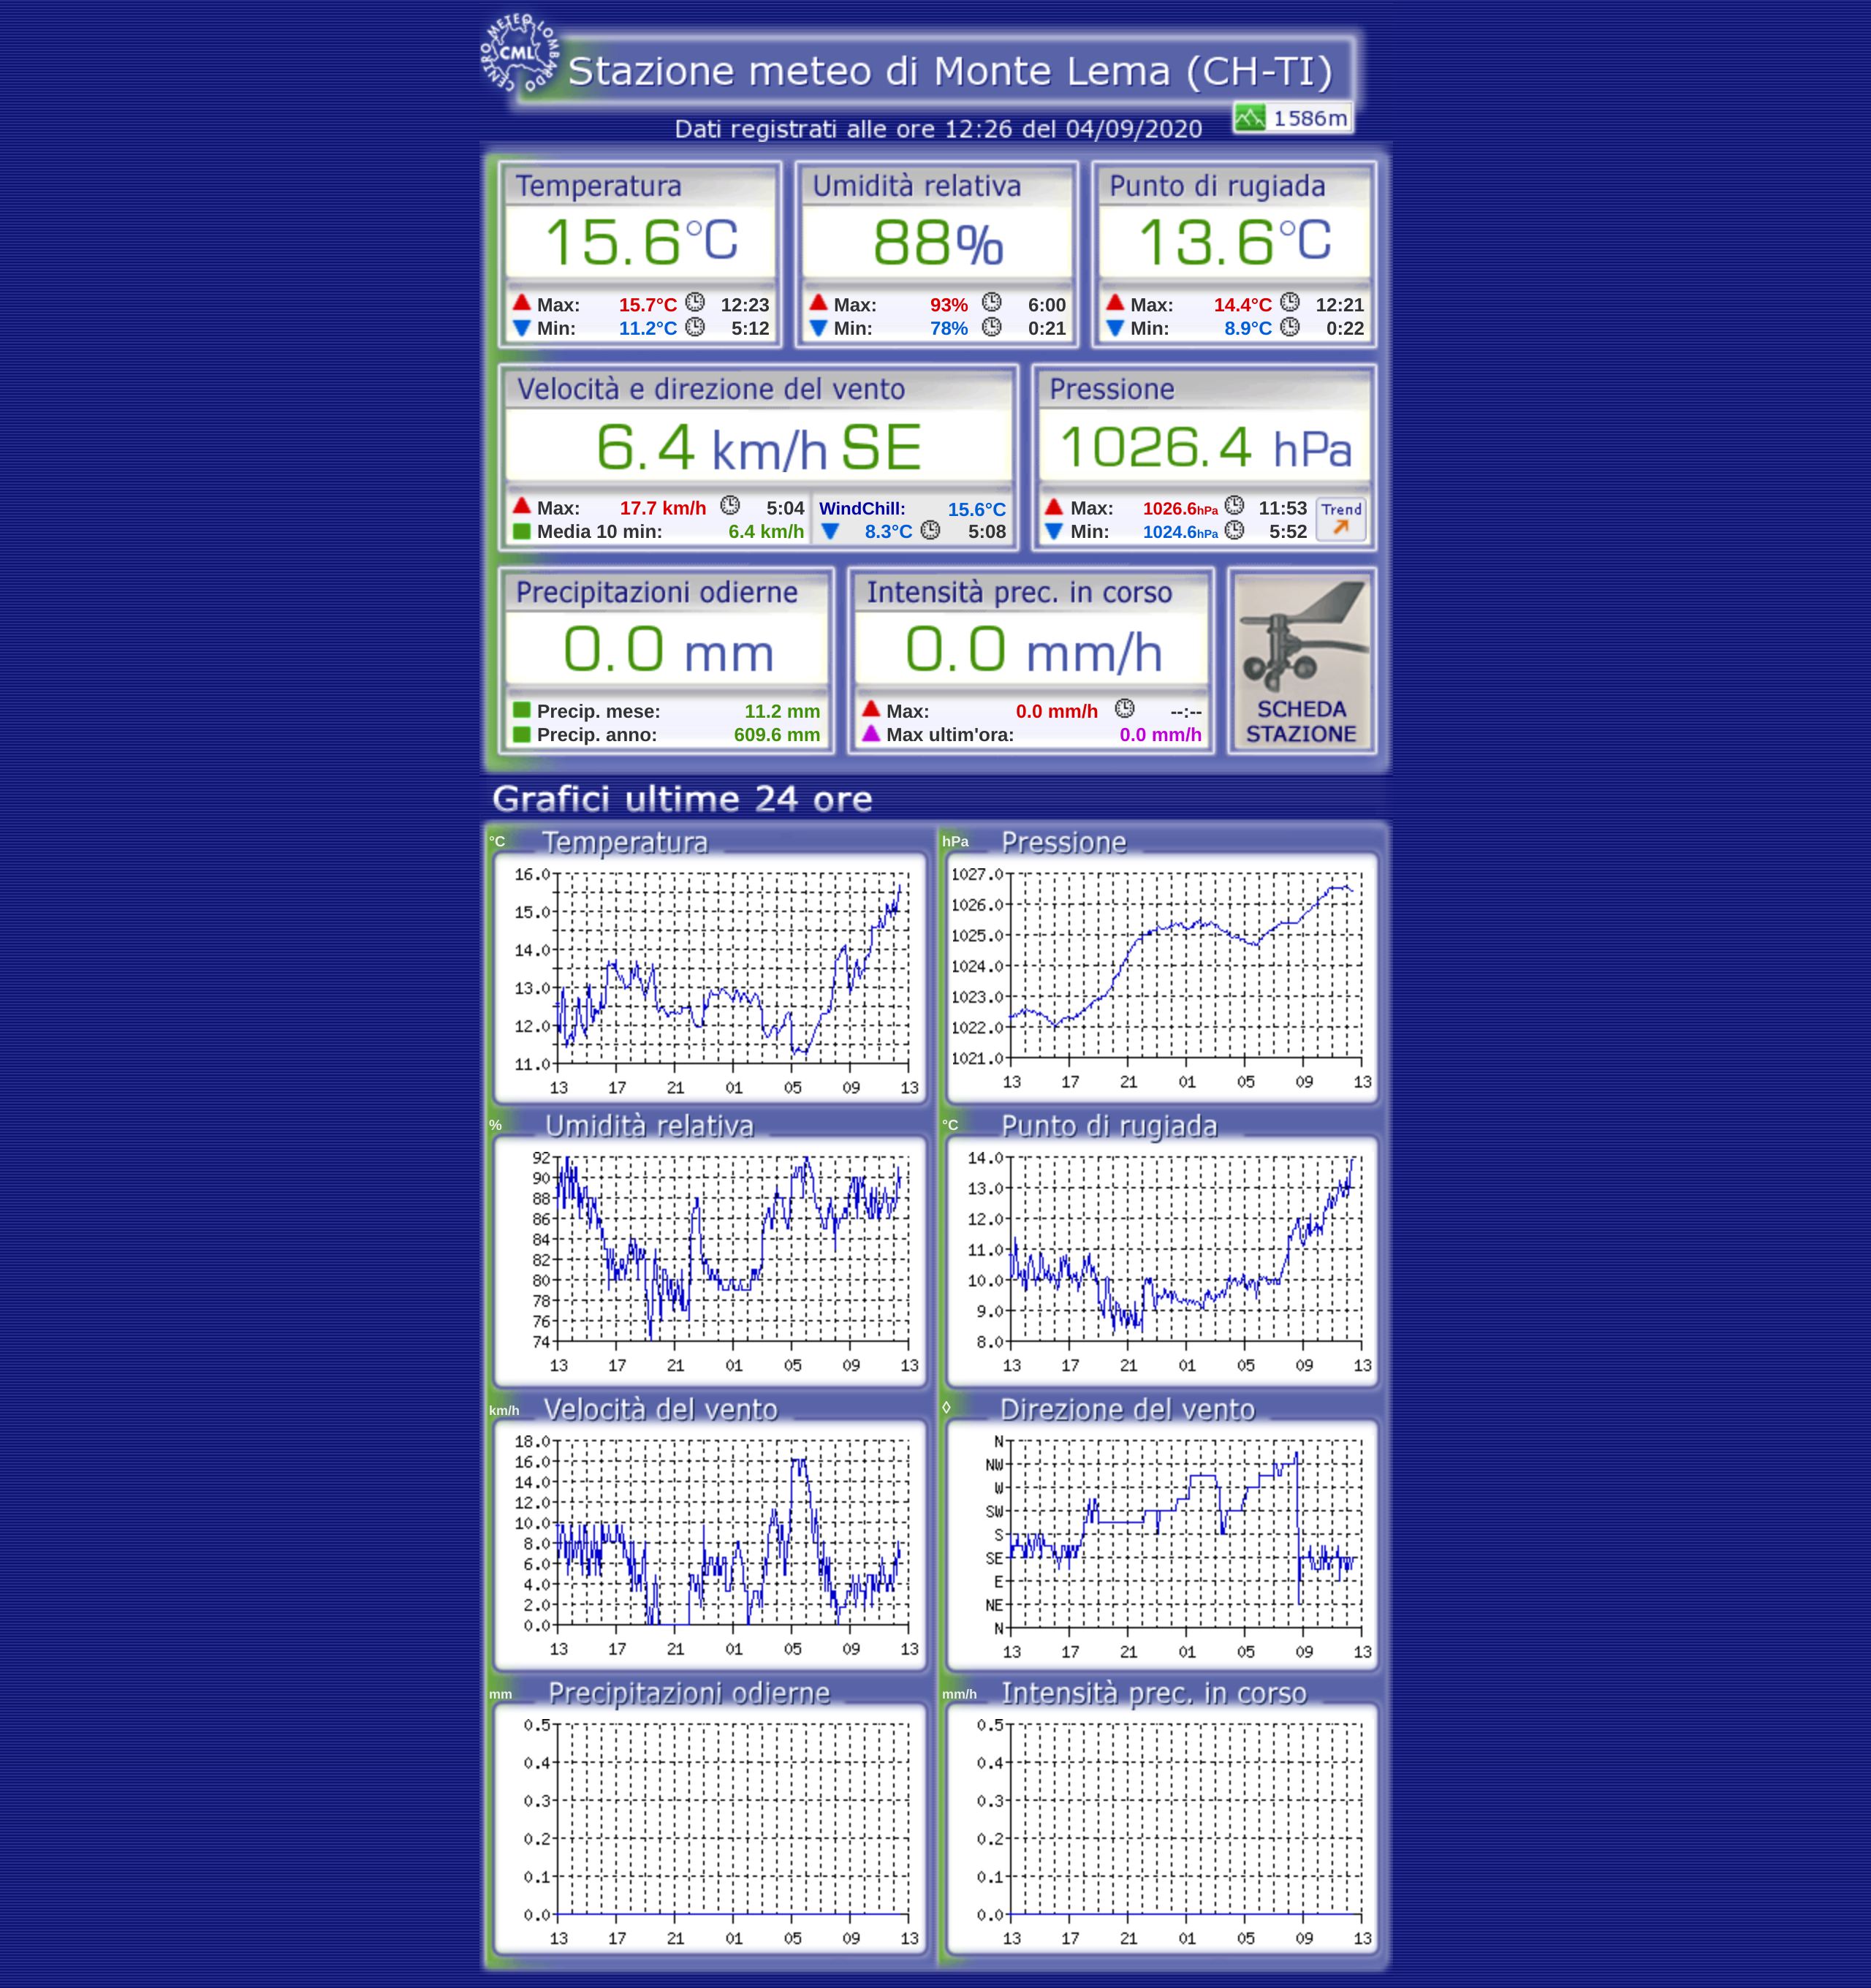 CENTRO METEO LOMBARDO
CML
Stazione meteo di Monte Lema (CH-TI)
1586m
Dati registrati alle ore 12:26 del 04/09/2020
Temperatura Umidità relativa Punto di rugiada
15.6°C 88% 13.6°C
Max: 15.7°C 12:23 Max: 93% 6:00 Max: 14.4°C 12:21
Min: 11.2°C 5:12 Min: 78% 0:21 Min: 8.9°C 0:22
Velocità e direzione del vento Pressione
6.4 km/h SE 1026.4 hPa
Max: 17.7 km/h 5:04 WindChill: 15.6°C Max: 1026.6hPa 11:53 Trend
Media 10 min: 6.4 km/h 8.3°C 5:08 Min: 1024.6hPa 5:52
Precipitazioni odierne Intensità prec. in corso
0.0 mm 0.0 mm/h
Precip. mese: 11.2 mm Max: 0.0 mm/h --:-- SCHEDA
Precip. anno: 609.6 mm Max ultim'ora: 0.0 mm/h STAZIONE
Grafici ultime 24 ore
°C Temperatura
16.0
15.0
14.0
13.0
12.0
11.0
13 17 21 01 05 09 13
hPa Pressione
1027.0
1026.0
1025.0
1024.0
1023.0
1022.0
1021.0
13 17 21 01 05 09 13
% Umidità relativa
92
90
88
86
84
82
80
78
76
74
13 17 21 01 05 09 13
°C Punto di rugiada
14.0
13.0
12.0
11.0
10.0
9.0
8.0
13 17 21 01 05 09 13
km/h Velocità del vento
18.0
16.0
14.0
12.0
10.0
8.0
6.0
4.0
2.0
0.0
13 17 21 01 05 09 13
◊ Direzione del vento
N
NW
W
SW
S
SE
E
NE
N
13 17 21 01 05 09 13
mm Precipitazioni odierne
0.5
0.4
0.3
0.2
0.1
0.0
13 17 21 01 05 09 13
mm/h Intensità prec. in corso
0.5
0.4
0.3
0.2
0.1
0.0
13 17 21 01 05 09 13